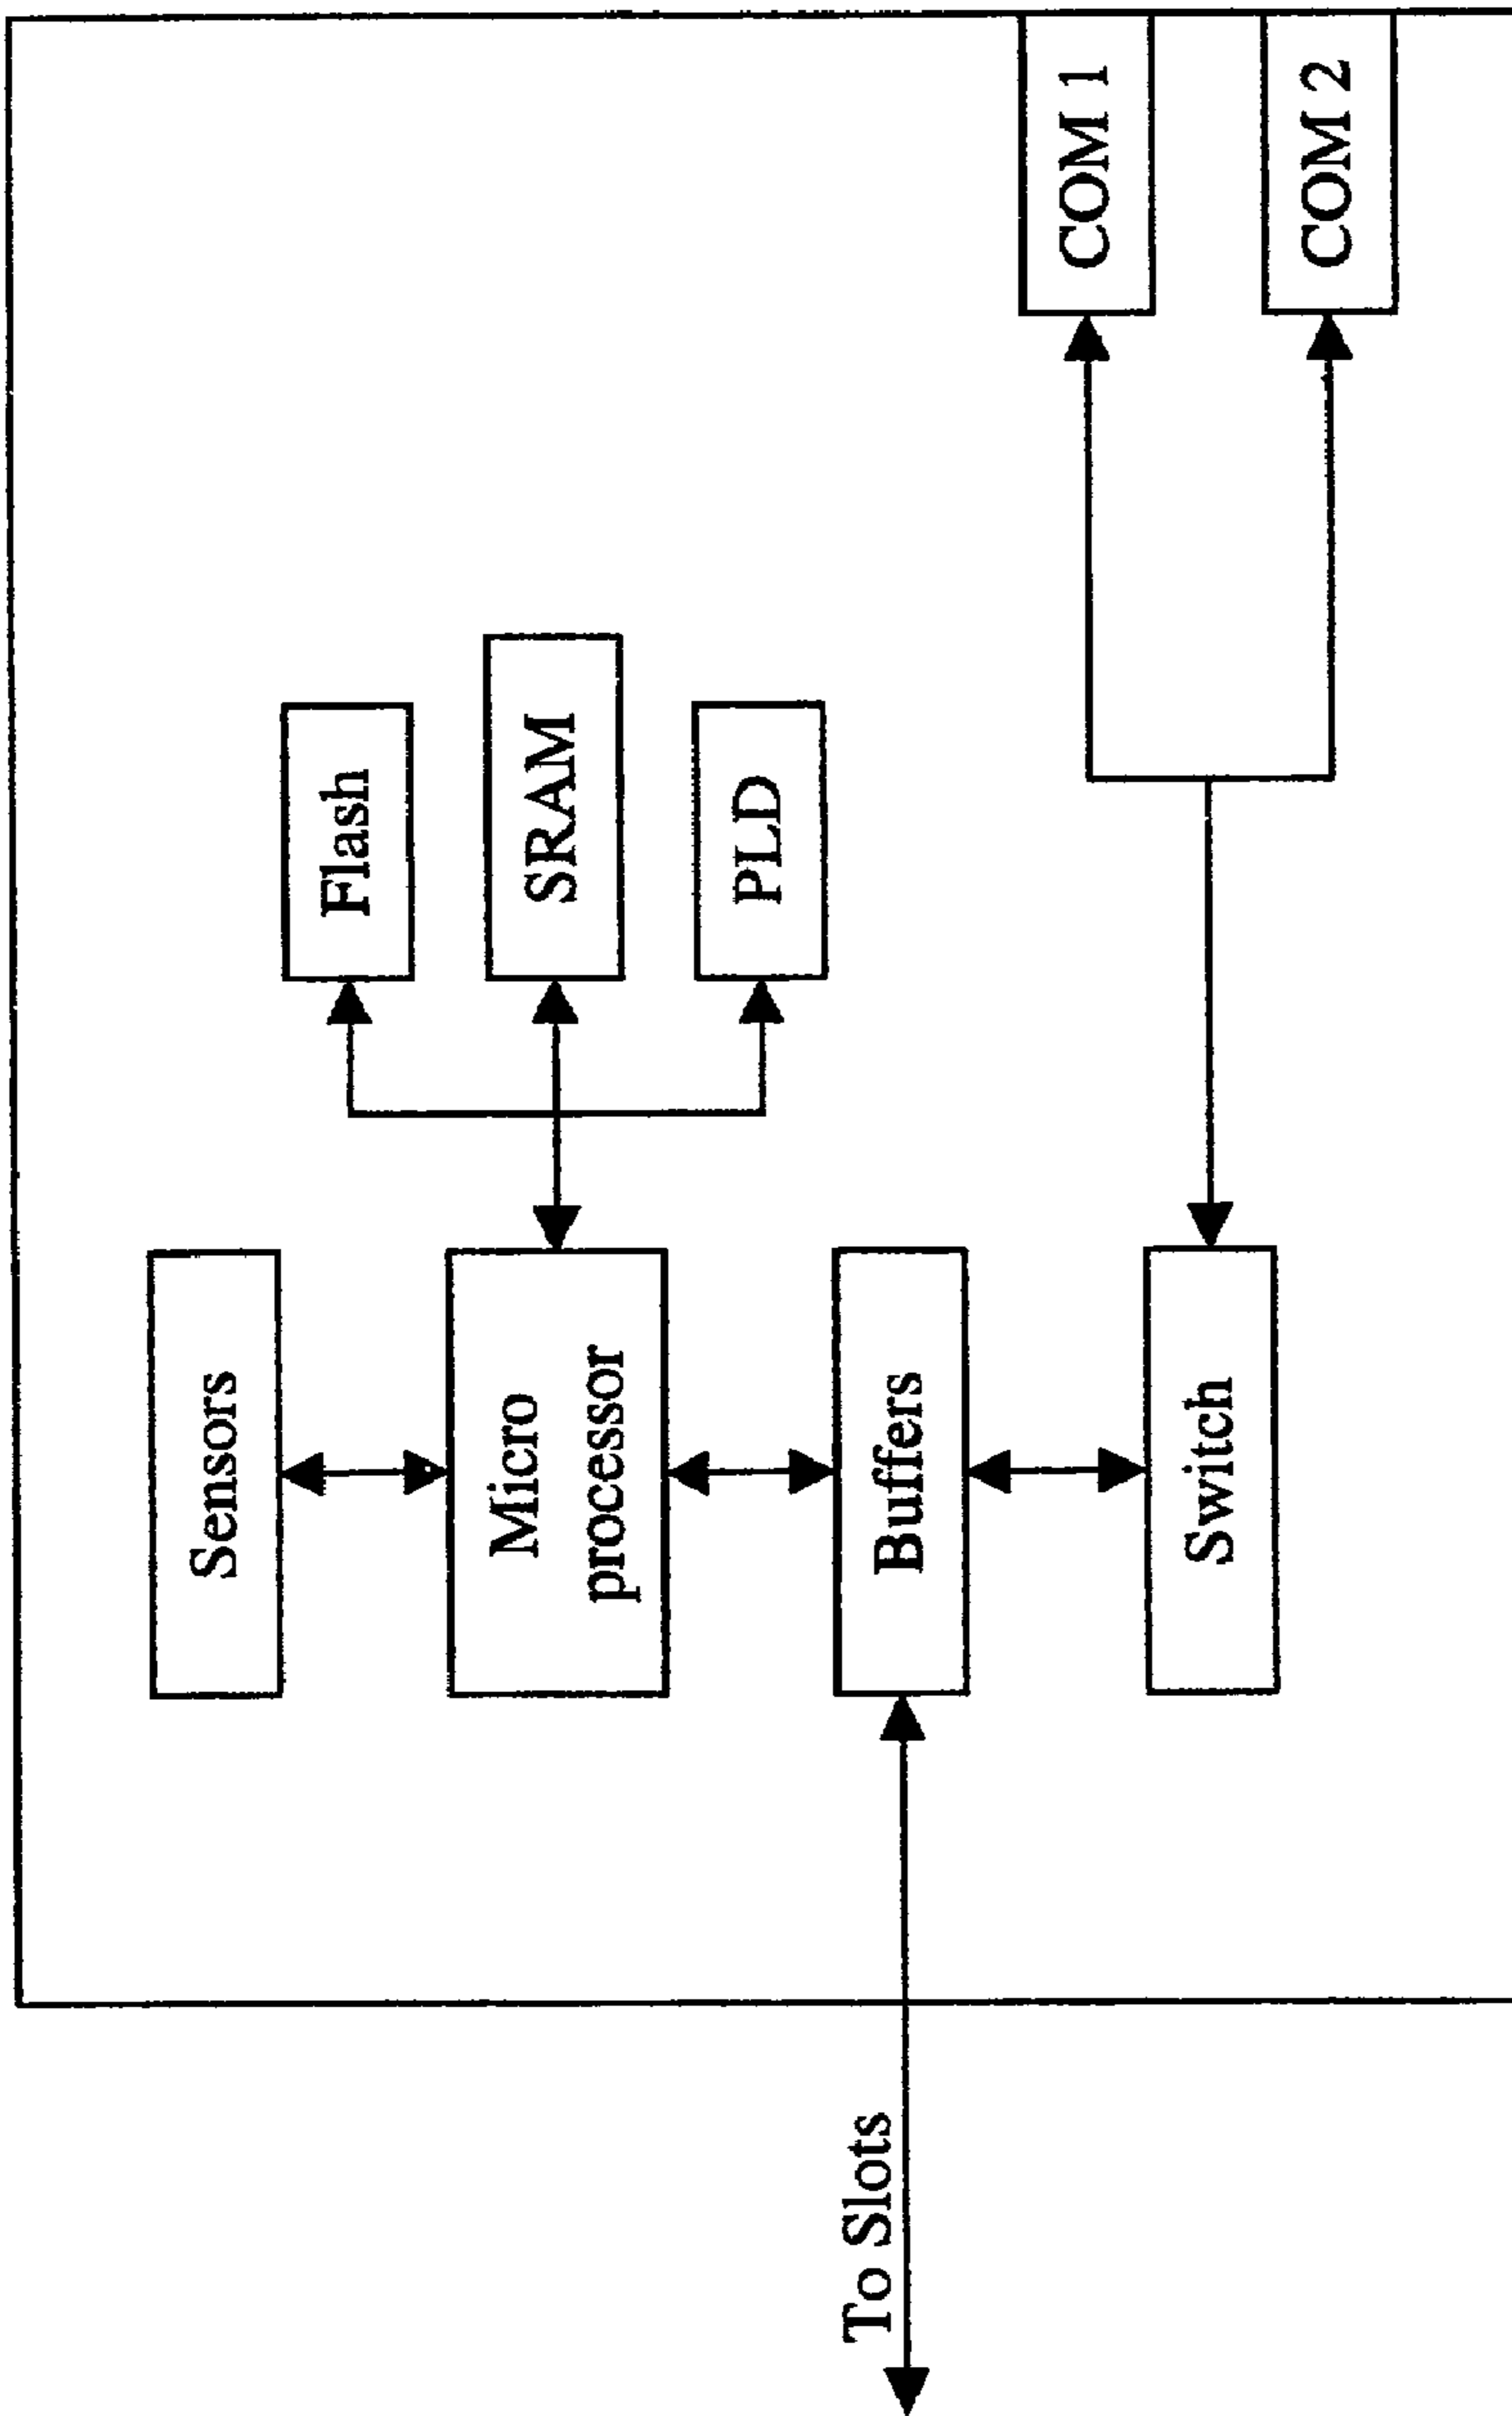 Sensors
Micro
processor
Flash
SRAM
PLD
To Slots
Buffers
Switch
COM 1
COM 2